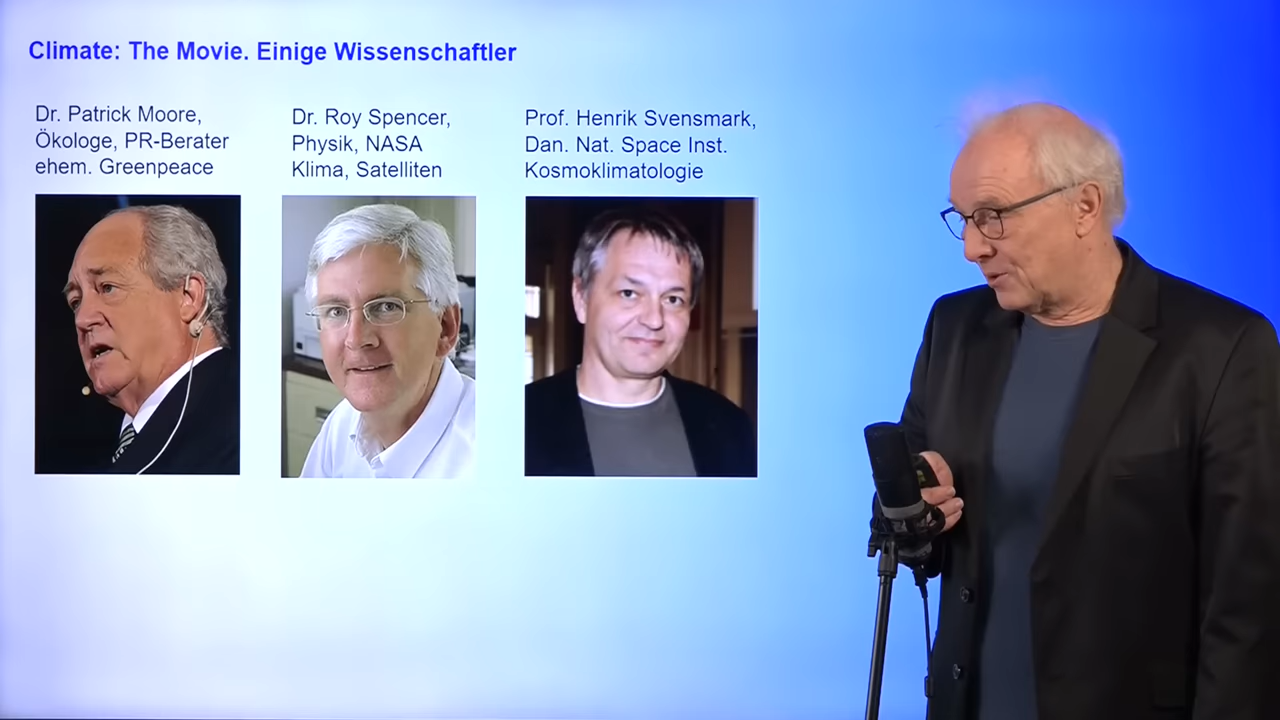 Climate: The Movie. Einige Wissenschaftler
Dr. Patrick Moore,
Ökologe, PR-Berater
ehem. Greenpeace
Dr. Roy Spencer,
Physik, NASA
Klima, Satelliten
Prof. Henrik Svensmark,
Dan. Nat. Space Inst.
Kosmoklimatologie